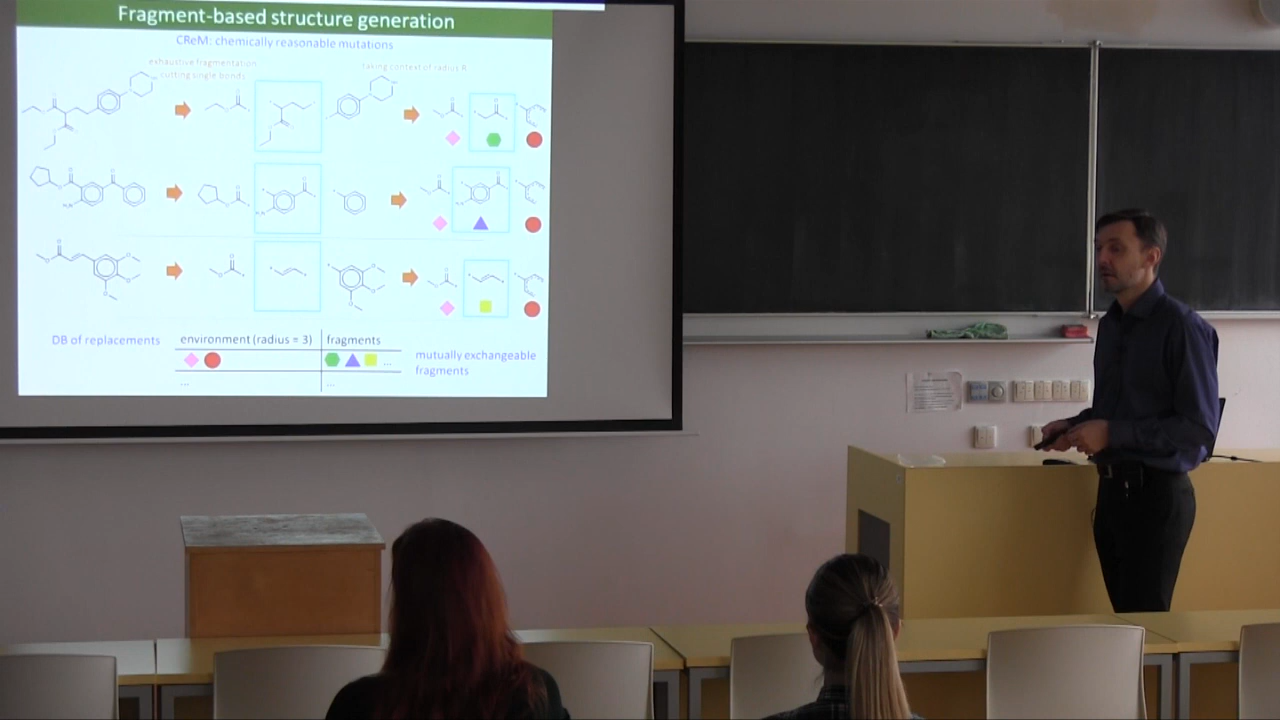 Fragment-based structure generation
CReM: chemically reasonable mutations
exhaustive fragmentation
cutting single bonds
taking context of radius R
DB of replacements
environment (radius = 3)
fragments
...
mutually exchangeable
fragments
...
...